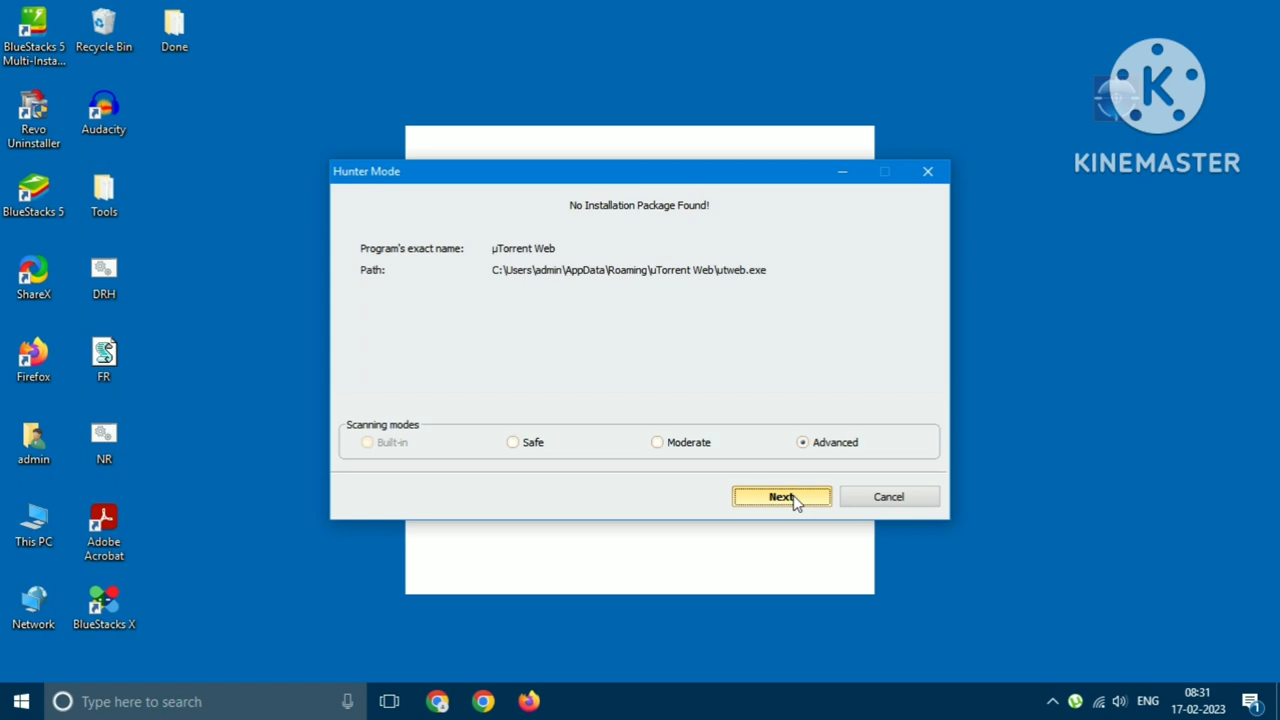 BlueStacks 5
Multi-Insta...
Recycle Bin
Done
Revo
Uninstaller
Audacity
BlueStacks 5
Tools
ShareX
DRH
Firefox
FR
admin
NR
This PC
Adobe
Acrobat
Network
BlueStacks X
K
KINEMASTER
Hunter Mode
No Installation Package Found!
Program's exact name: µTorrent Web
Path: C:\Users\admin\AppData\Roaming\µTorrent Web\utweb.exe
Scanning modes
Built-in Safe Moderate Advanced
Next Cancel
Type here to search
ENG
08:31
17-02-2023
1